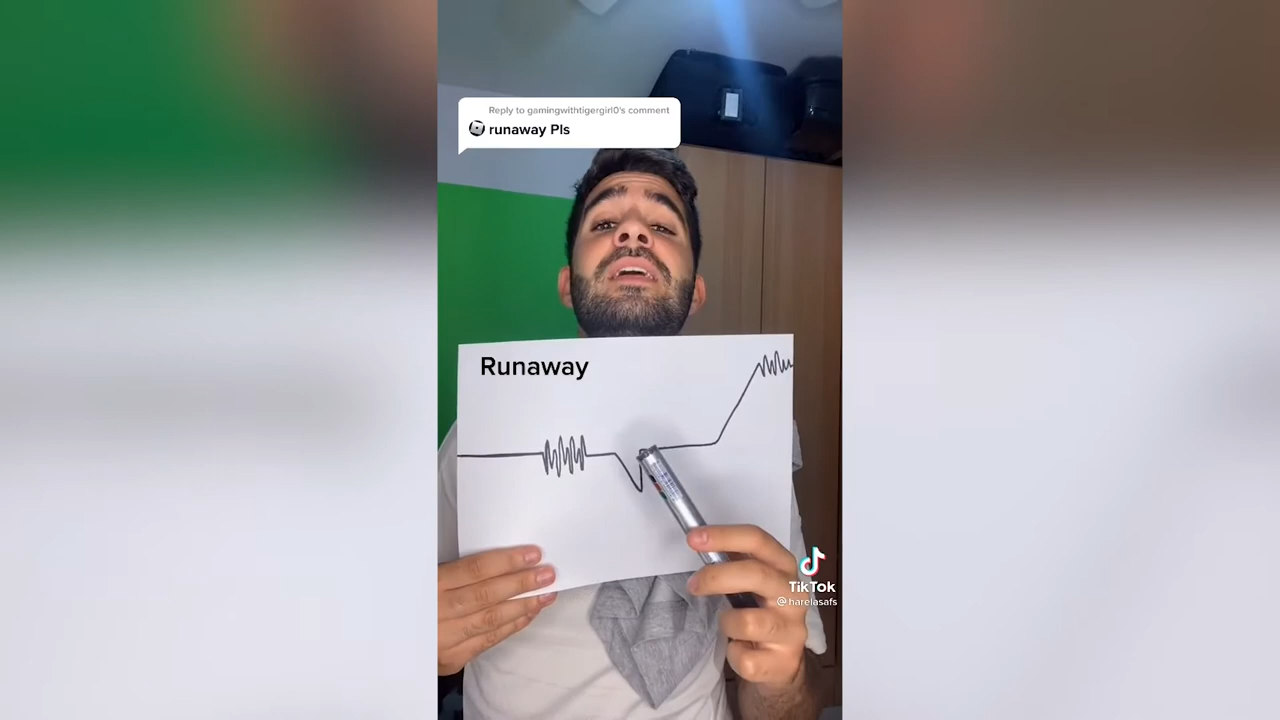 Reply to gamingwithtigergirl0's comment
runaway Pls
Runaway
TikTok
@harelasafs